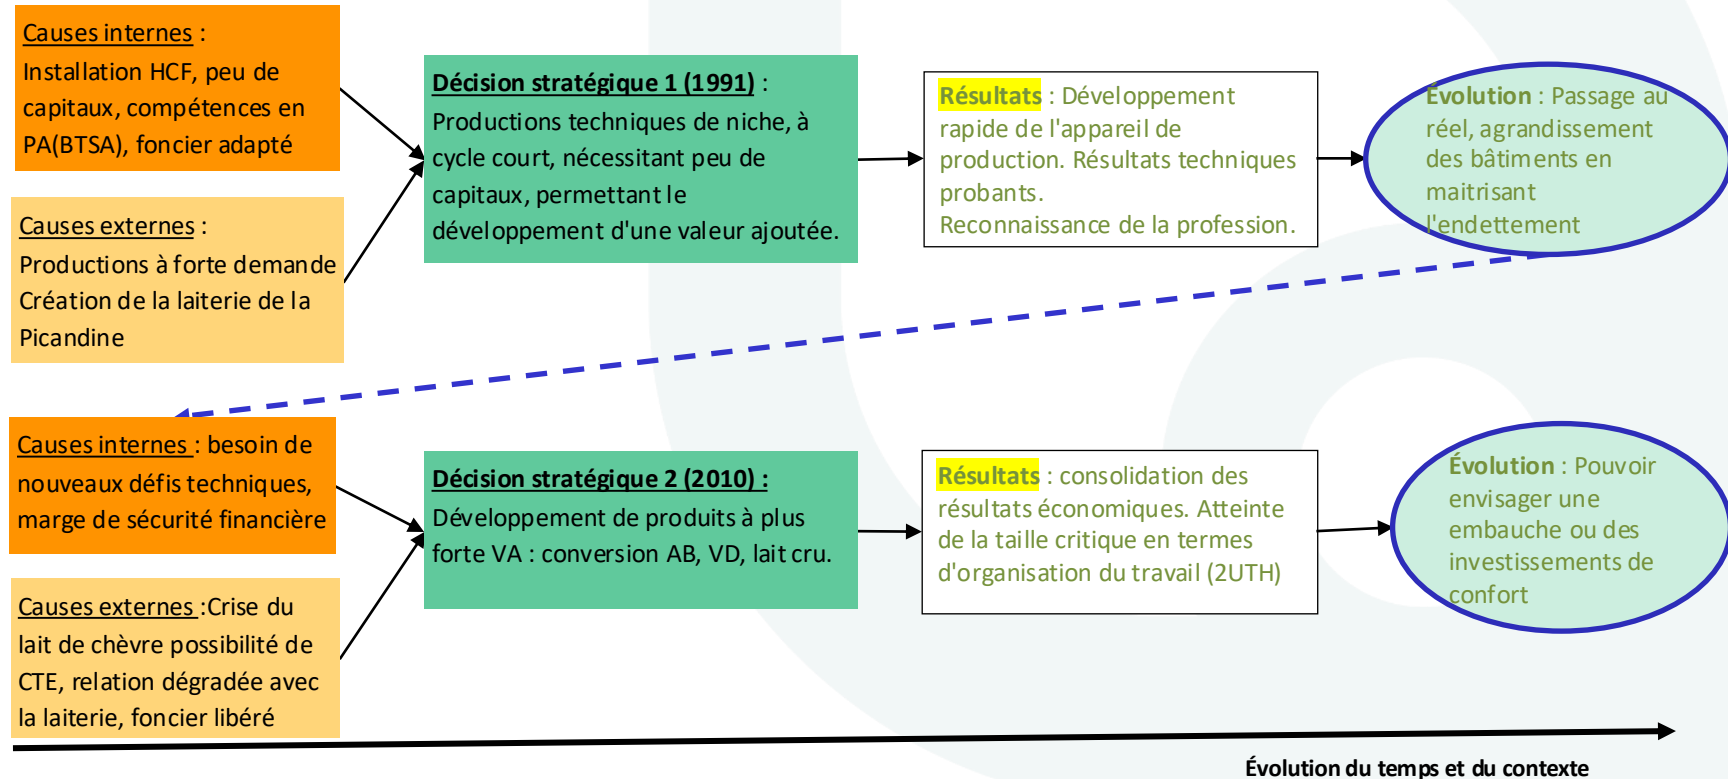 Causes internes :
Installation HCF, peu de
capitaux, compétences en
PA(BTSA), foncier adapté
Causes externes :
Productions à forte demande
Création de la laiterie de la
Picandine
Décision stratégique 1 (1991) :
Productions techniques de niche, à
cycle court, nécessitant peu de
capitaux, permettant le
développement d'une valeur ajoutée.
Résultats : Développement
rapide de l'appareil de
production. Résultats techniques
probants.
Reconnaissance de la profession.
Évolution : Passage au
réel, agrandissement
des bâtiments en
maitrisant
l'endettement
Causes internes : besoin de
nouveaux défis techniques,
marge de sécurité financière
Causes externes :Crise du
lait de chèvre possibilité de
CTE, relation dégradée avec
la laiterie, foncier libéré
Décision stratégique 2 (2010) :
Développement de produits à plus
forte VA : conversion AB, VD, lait cru.
Résultats : consolidation des
résultats économiques. Atteinte
de la taille critique en termes
d'organisation du travail (2UTH)
Évolution : Pouvoir
envisager une
embauche ou des
investissements de
confort
Évolution du temps et du contexte